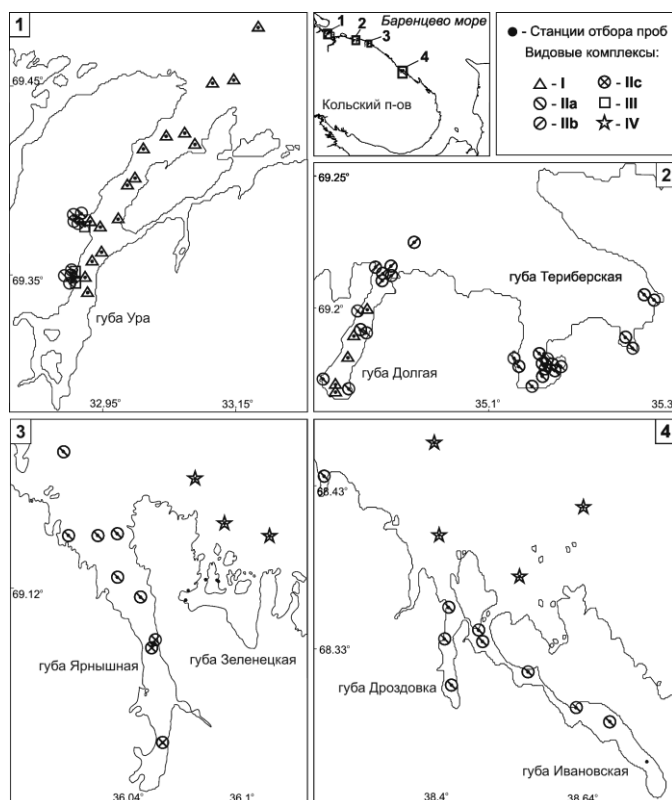 1
69.45°
69.35°
губа Ура
32.95°
33.15°
Баренцево море
1
2
3
4
Кольский п-ов
- Станции отбора проб
Видовые комплексы:
- I
- IIc
- IIa
- III
- IIb
- IV
69.25°
2
губа Териберская
69.2°
губа Долгая
35.1°
35.3°
3
69.12°
губа Ярнышная
губа Зеленецкая
36.04°
36.1°
4
68.43°
68.33°
губа Дроздовка
губа Ивановская
38.4°
38.64°